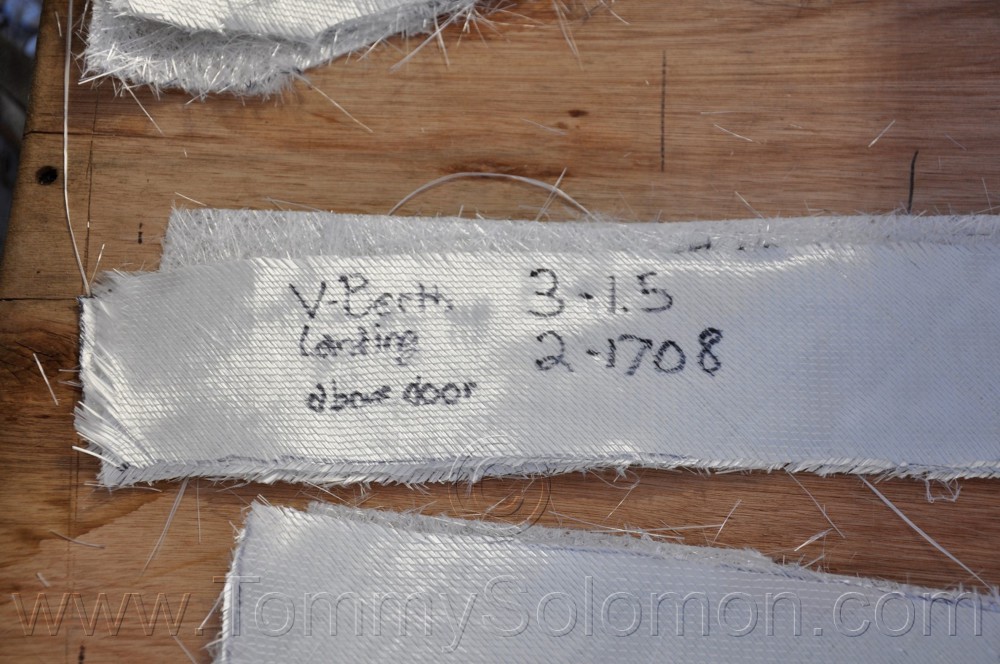 V-Berth 3-1.5
Landing 2-1708
above door
©
www.TommySolomon.com